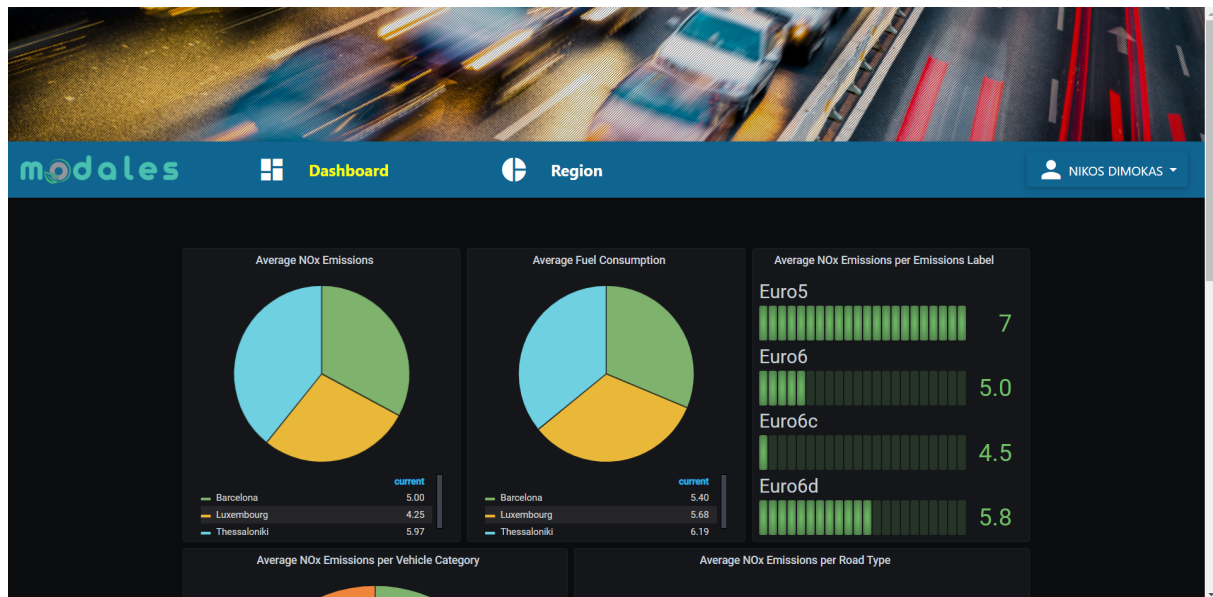 modales
Dashboard
Region
NIKOS DIMOKAS
Average NOx Emissions
current
Barcelona 5.00
Luxembourg 4.25
Thessaloniki 5.97
Average Fuel Consumption
current
Barcelona 5.40
Luxembourg 5.68
Thessaloniki 6.19
Average NOx Emissions per Emissions Label
Euro5
7
Euro6
5.0
Euro6c
4.5
Euro6d
5.8
Average NOx Emissions per Vehicle Category
Average NOx Emissions per Road Type